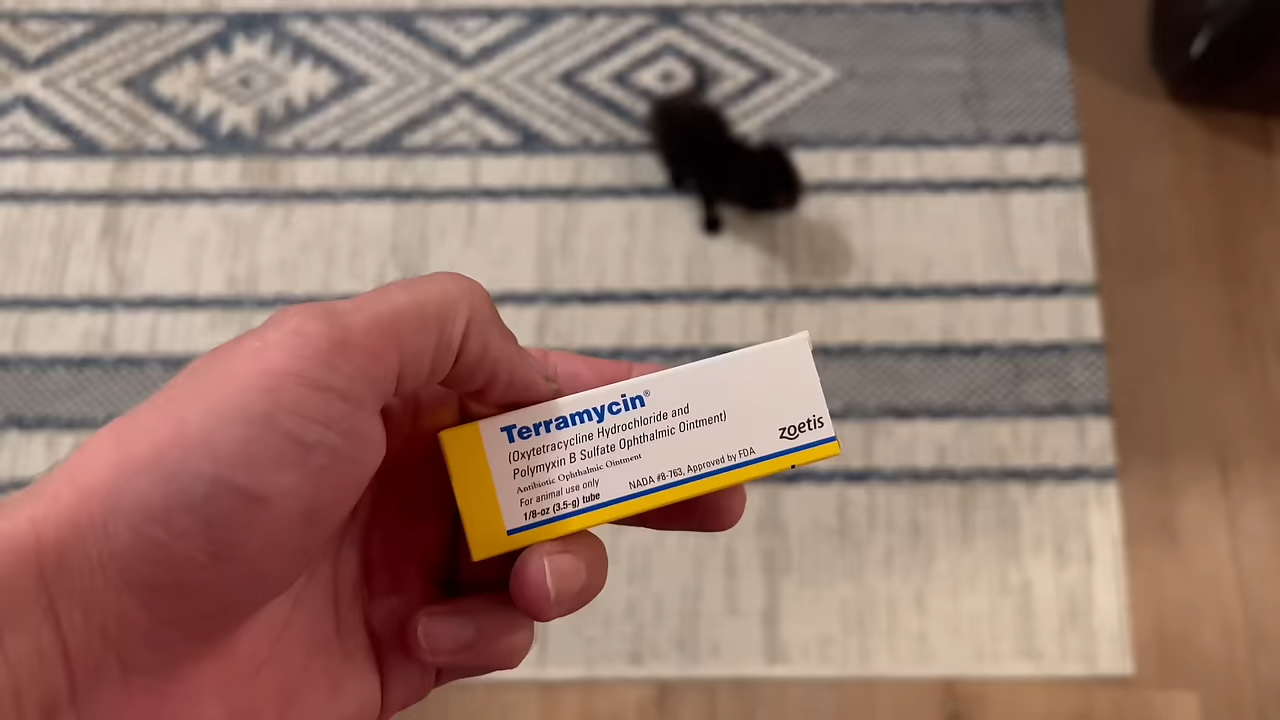 Terramycin®
(Oxytetracycline Hydrochloride and
Polymyxin B Sulfate Ophthalmic Ointment)
Antibiotic Ophthalmic Ointment
For animal use only
1/8-oz (3.5-g) tube
NADA #8-763, Approved by FDA
zoetis